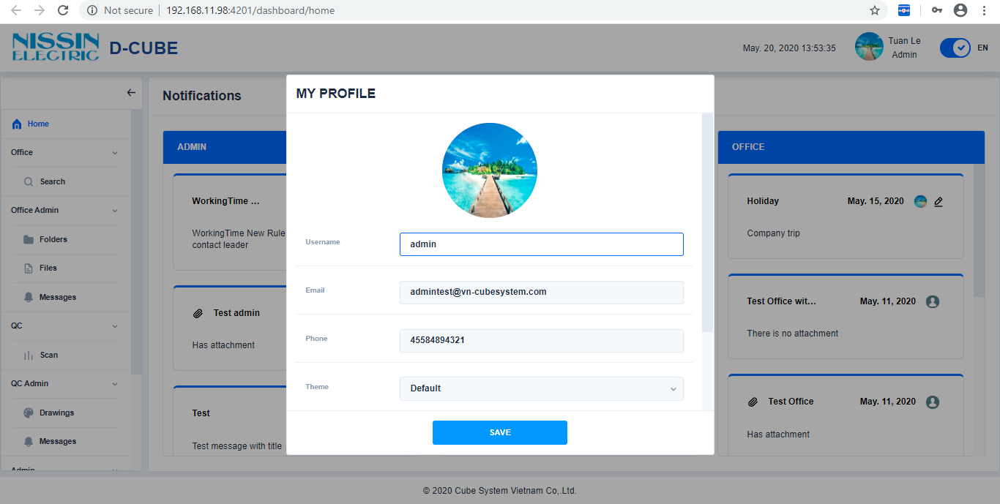 Not secure
192.168.11.98:4201/dashboard/home
NISSIN
ELECTRIC
D-CUBE
May. 20, 2020 13:53:35
Tuan Le
Admin
EN
Home
Office
Search
Office Admin
Folders
Files
Messages
QC
Scan
QC Admin
Drawings
Messages
Admin
Notifications
ADMIN
WorkingTime ...
WorkingTime New Rule
contact leader
Test admin
Has attachment
Test
Test message with title
MY PROFILE
Username
admin
Email
admintest@vn-cubesystem.com
Phone
45584894321
Theme
Default
SAVE
OFFICE
Holiday
May. 15, 2020
Company trip
Test Office wit...
May. 11, 2020
There is no attachment
Test Office
May. 11, 2020
Has attachment
© 2020 Cube System Vietnam Co,.Ltd.